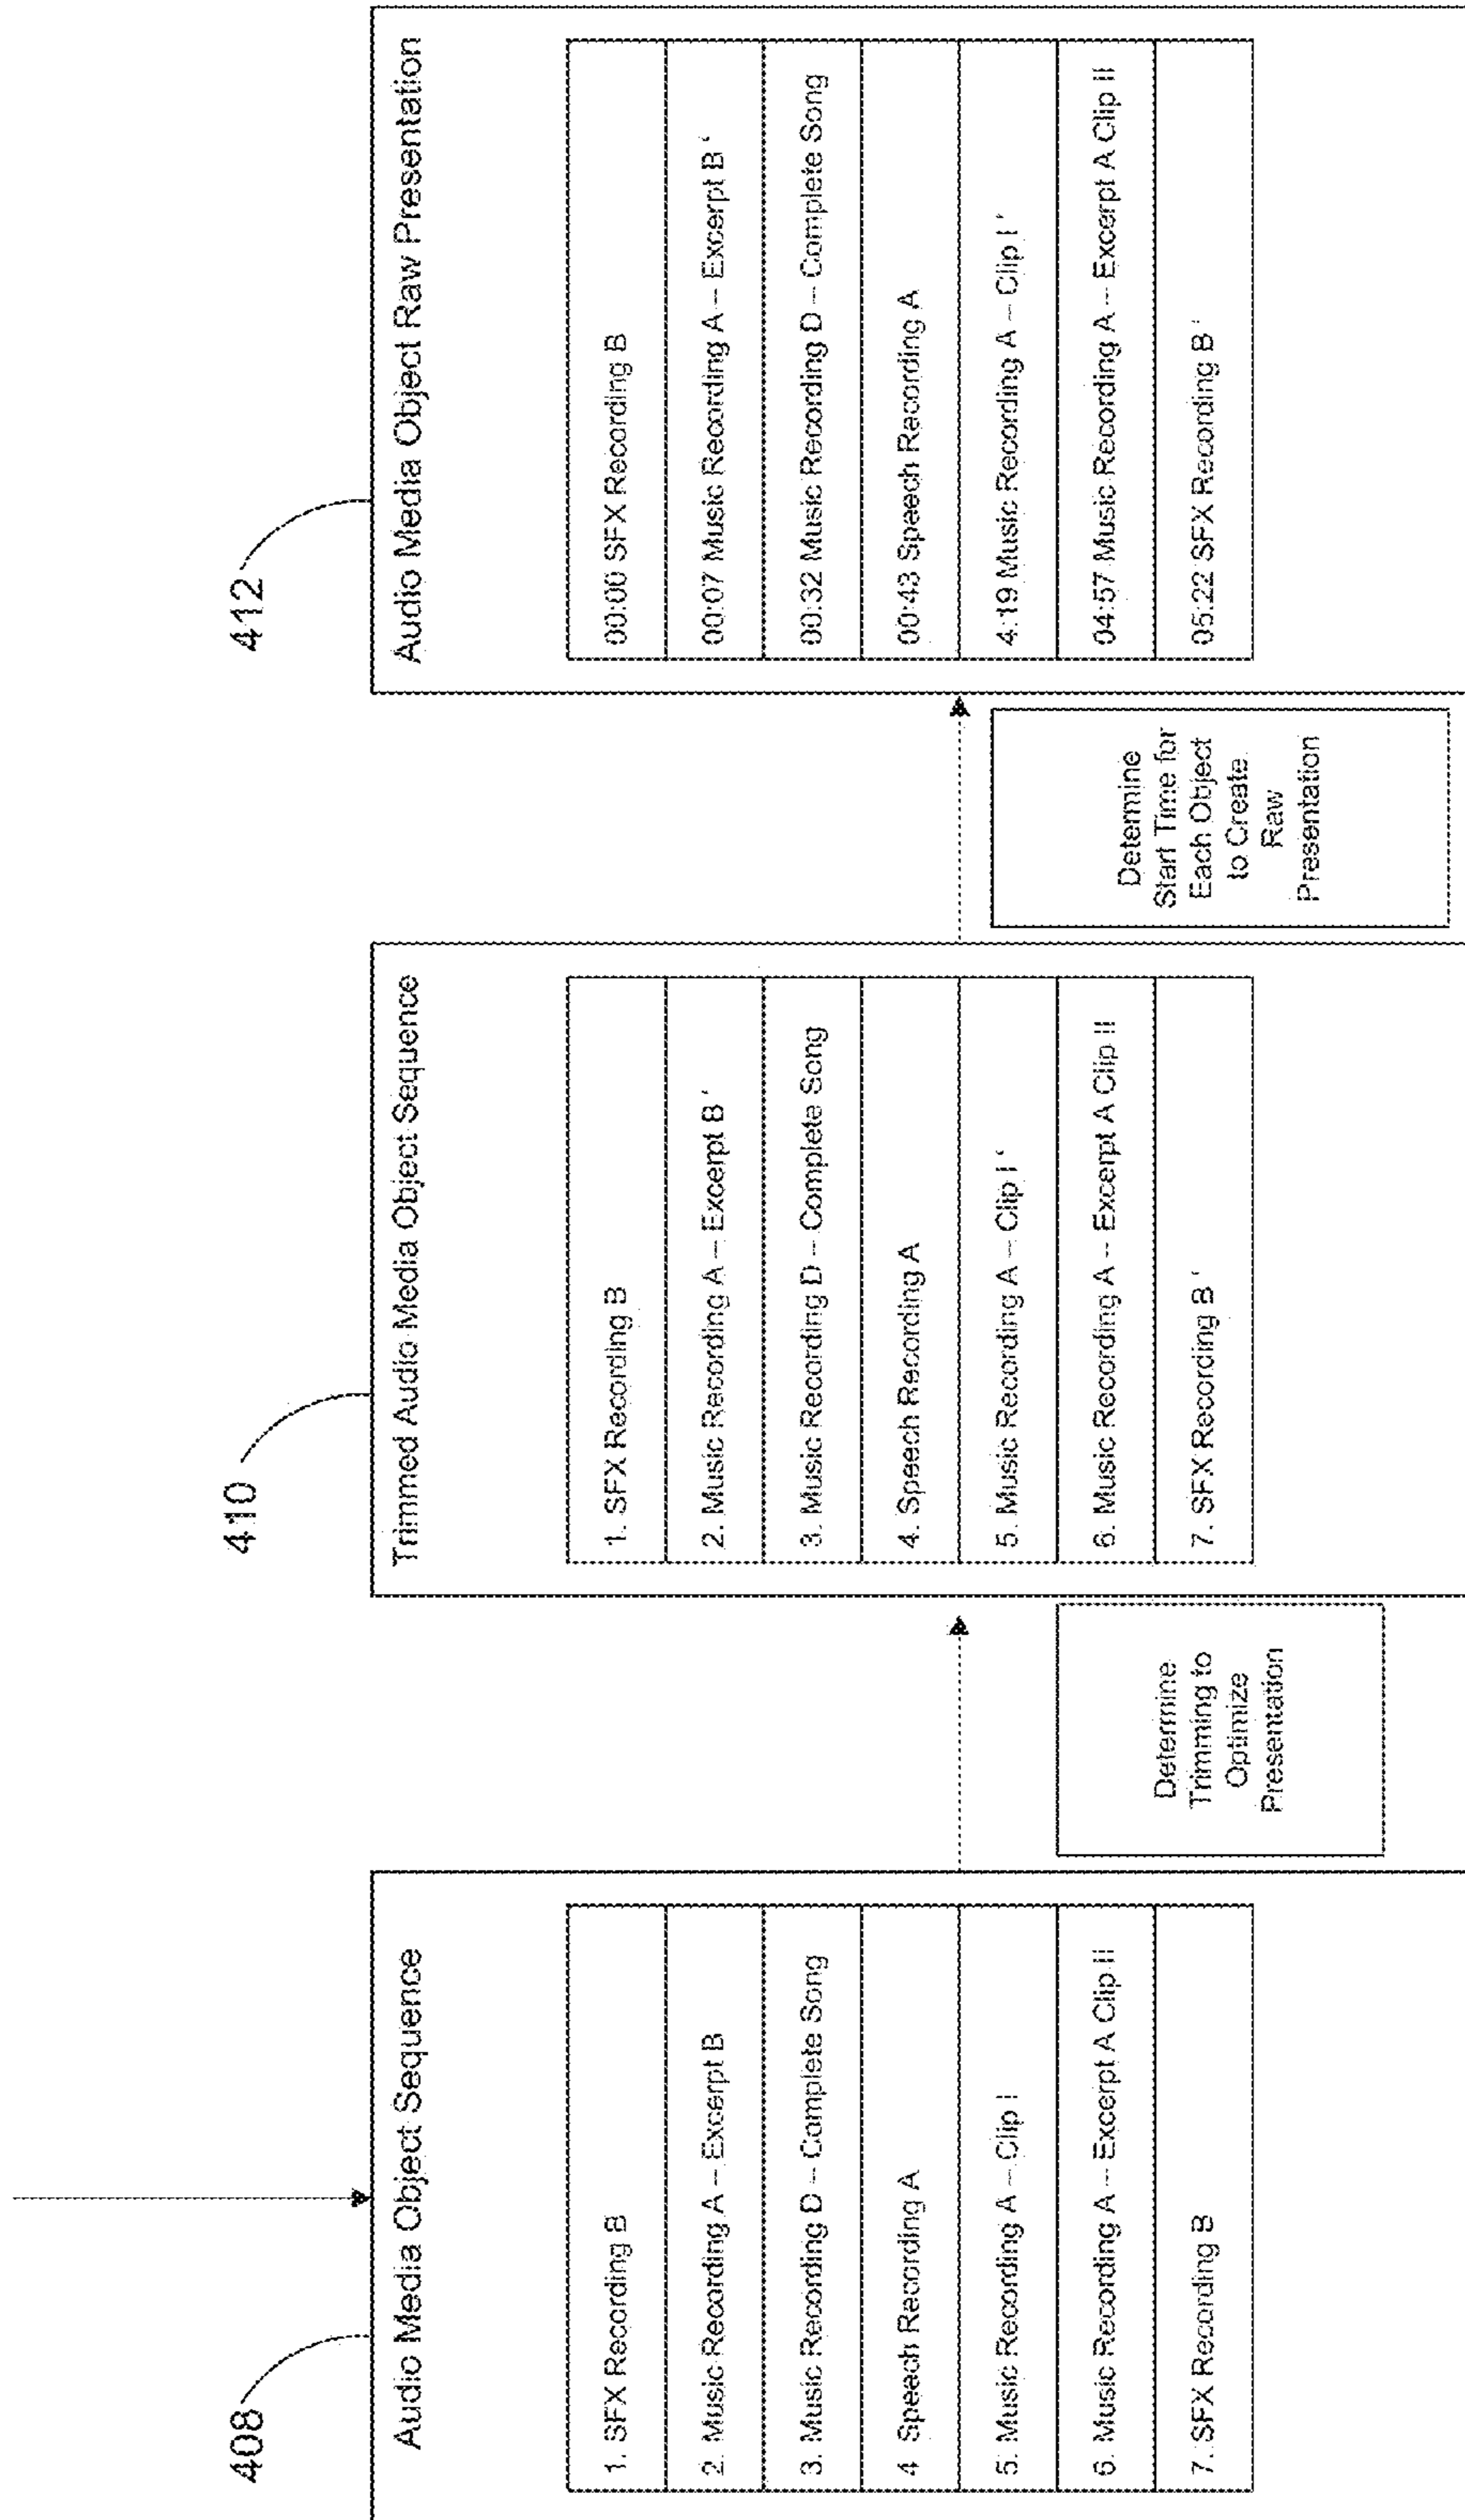 408
Audio Media Object Sequence
1. SFX Recording B
2. Music Recording A -- Excerpt B
3. Music Recording D -- Complete Song
4 Speech Recording A
5. Music Recording A -- Clip I
6. Music Recording A -- Excerpt A Clip II
7. SFX Recording B
Determine
Trimming to
Optimize
Presentation
410
Trimmed Audio Media Object Sequence
1. SFX Recording B
2. Music Recording A -- Excerpt B '
3. Music Recording D -- Complete Song
4. Speech Recording A
5. Music Recording A -- Clip I '
6. Music Recording A -- Excerpt A Clip II
7. SFX Recording B '
Determine
Start Time for
Each Object
to Create
Raw
Presentation
412
Audio Media Object Raw Presentation
00:00 SFX Recording B
00:07 Music Recording A -- Excerpt B '
00:32 Music Recording D -- Complete Song
00:43 Speech Recording A
4:19 Music Recording A -- Clip I '
04:57 Music Recording A -- Excerpt A Clip II
05:22 SFX Recording B '